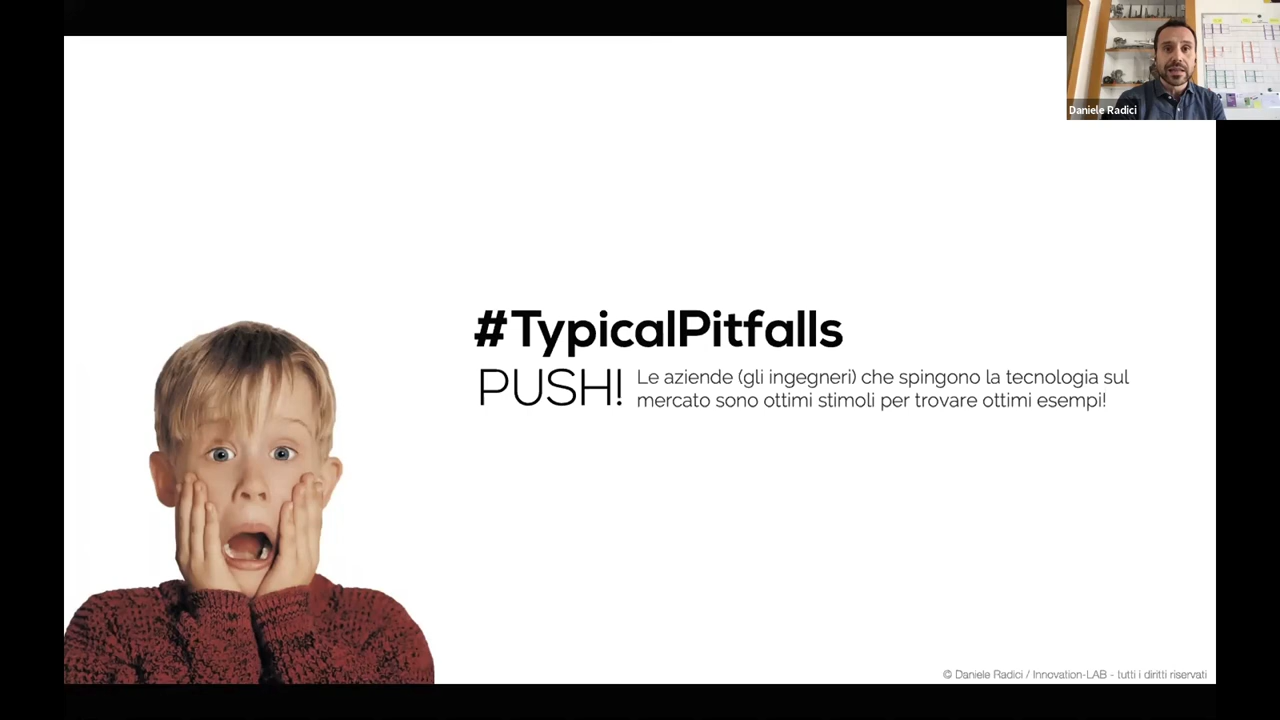 Daniele Radici
#TypicalPitfalls
PUSH! Le aziende (gli ingegneri) che spingono la tecnologia sul
mercato sono ottimi stimoli per trovare ottimi esempi!
© Daniele Radici / Innovation-LAB - tutti i diritti riservati